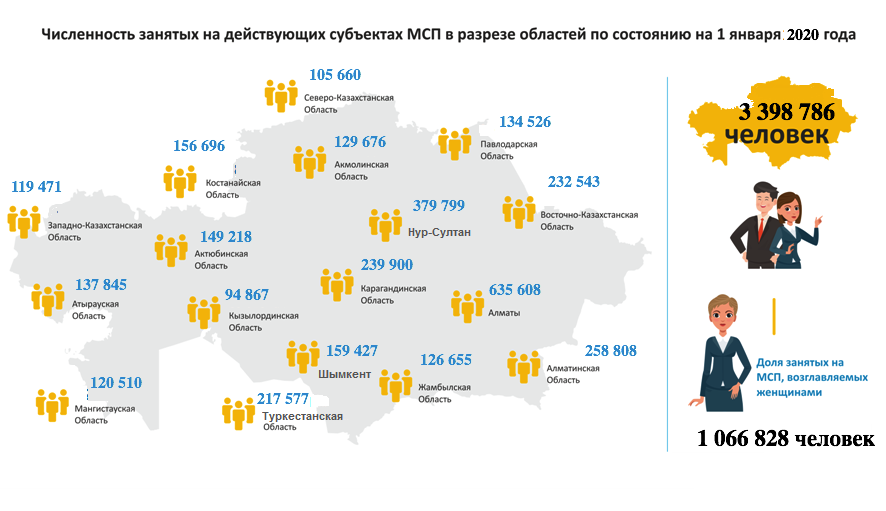 Численность занятых на действующих субъектах МСП в разрезе областей по состоянию на 1 января 2020 года
105 660
Северо-Казахстанская
Область
156 696
Костанайская
Область
129 676
Акмолинская
Область
134 526
Павлодарская
Область
119 471
Западно-Казахстанская
Область
149 218
Актюбинская
Область
379 799
Нур-Султан
232 543
Восточно-Казахстанская
Область
137 845
Атырауская
Область
94 867
Кызылординская
Область
239 900
Карагандинская
Область
635 608
Алматы
120 510
Мангистауская
Область
159 427
Шымкент
217 577
Туркестанская
Область
126 655
Жамбылская
Область
258 808
Алматинская
Область
3 398 786
человек
Доля занятых на
МСП, возглавляемых
женщинами
1 066 828 человек